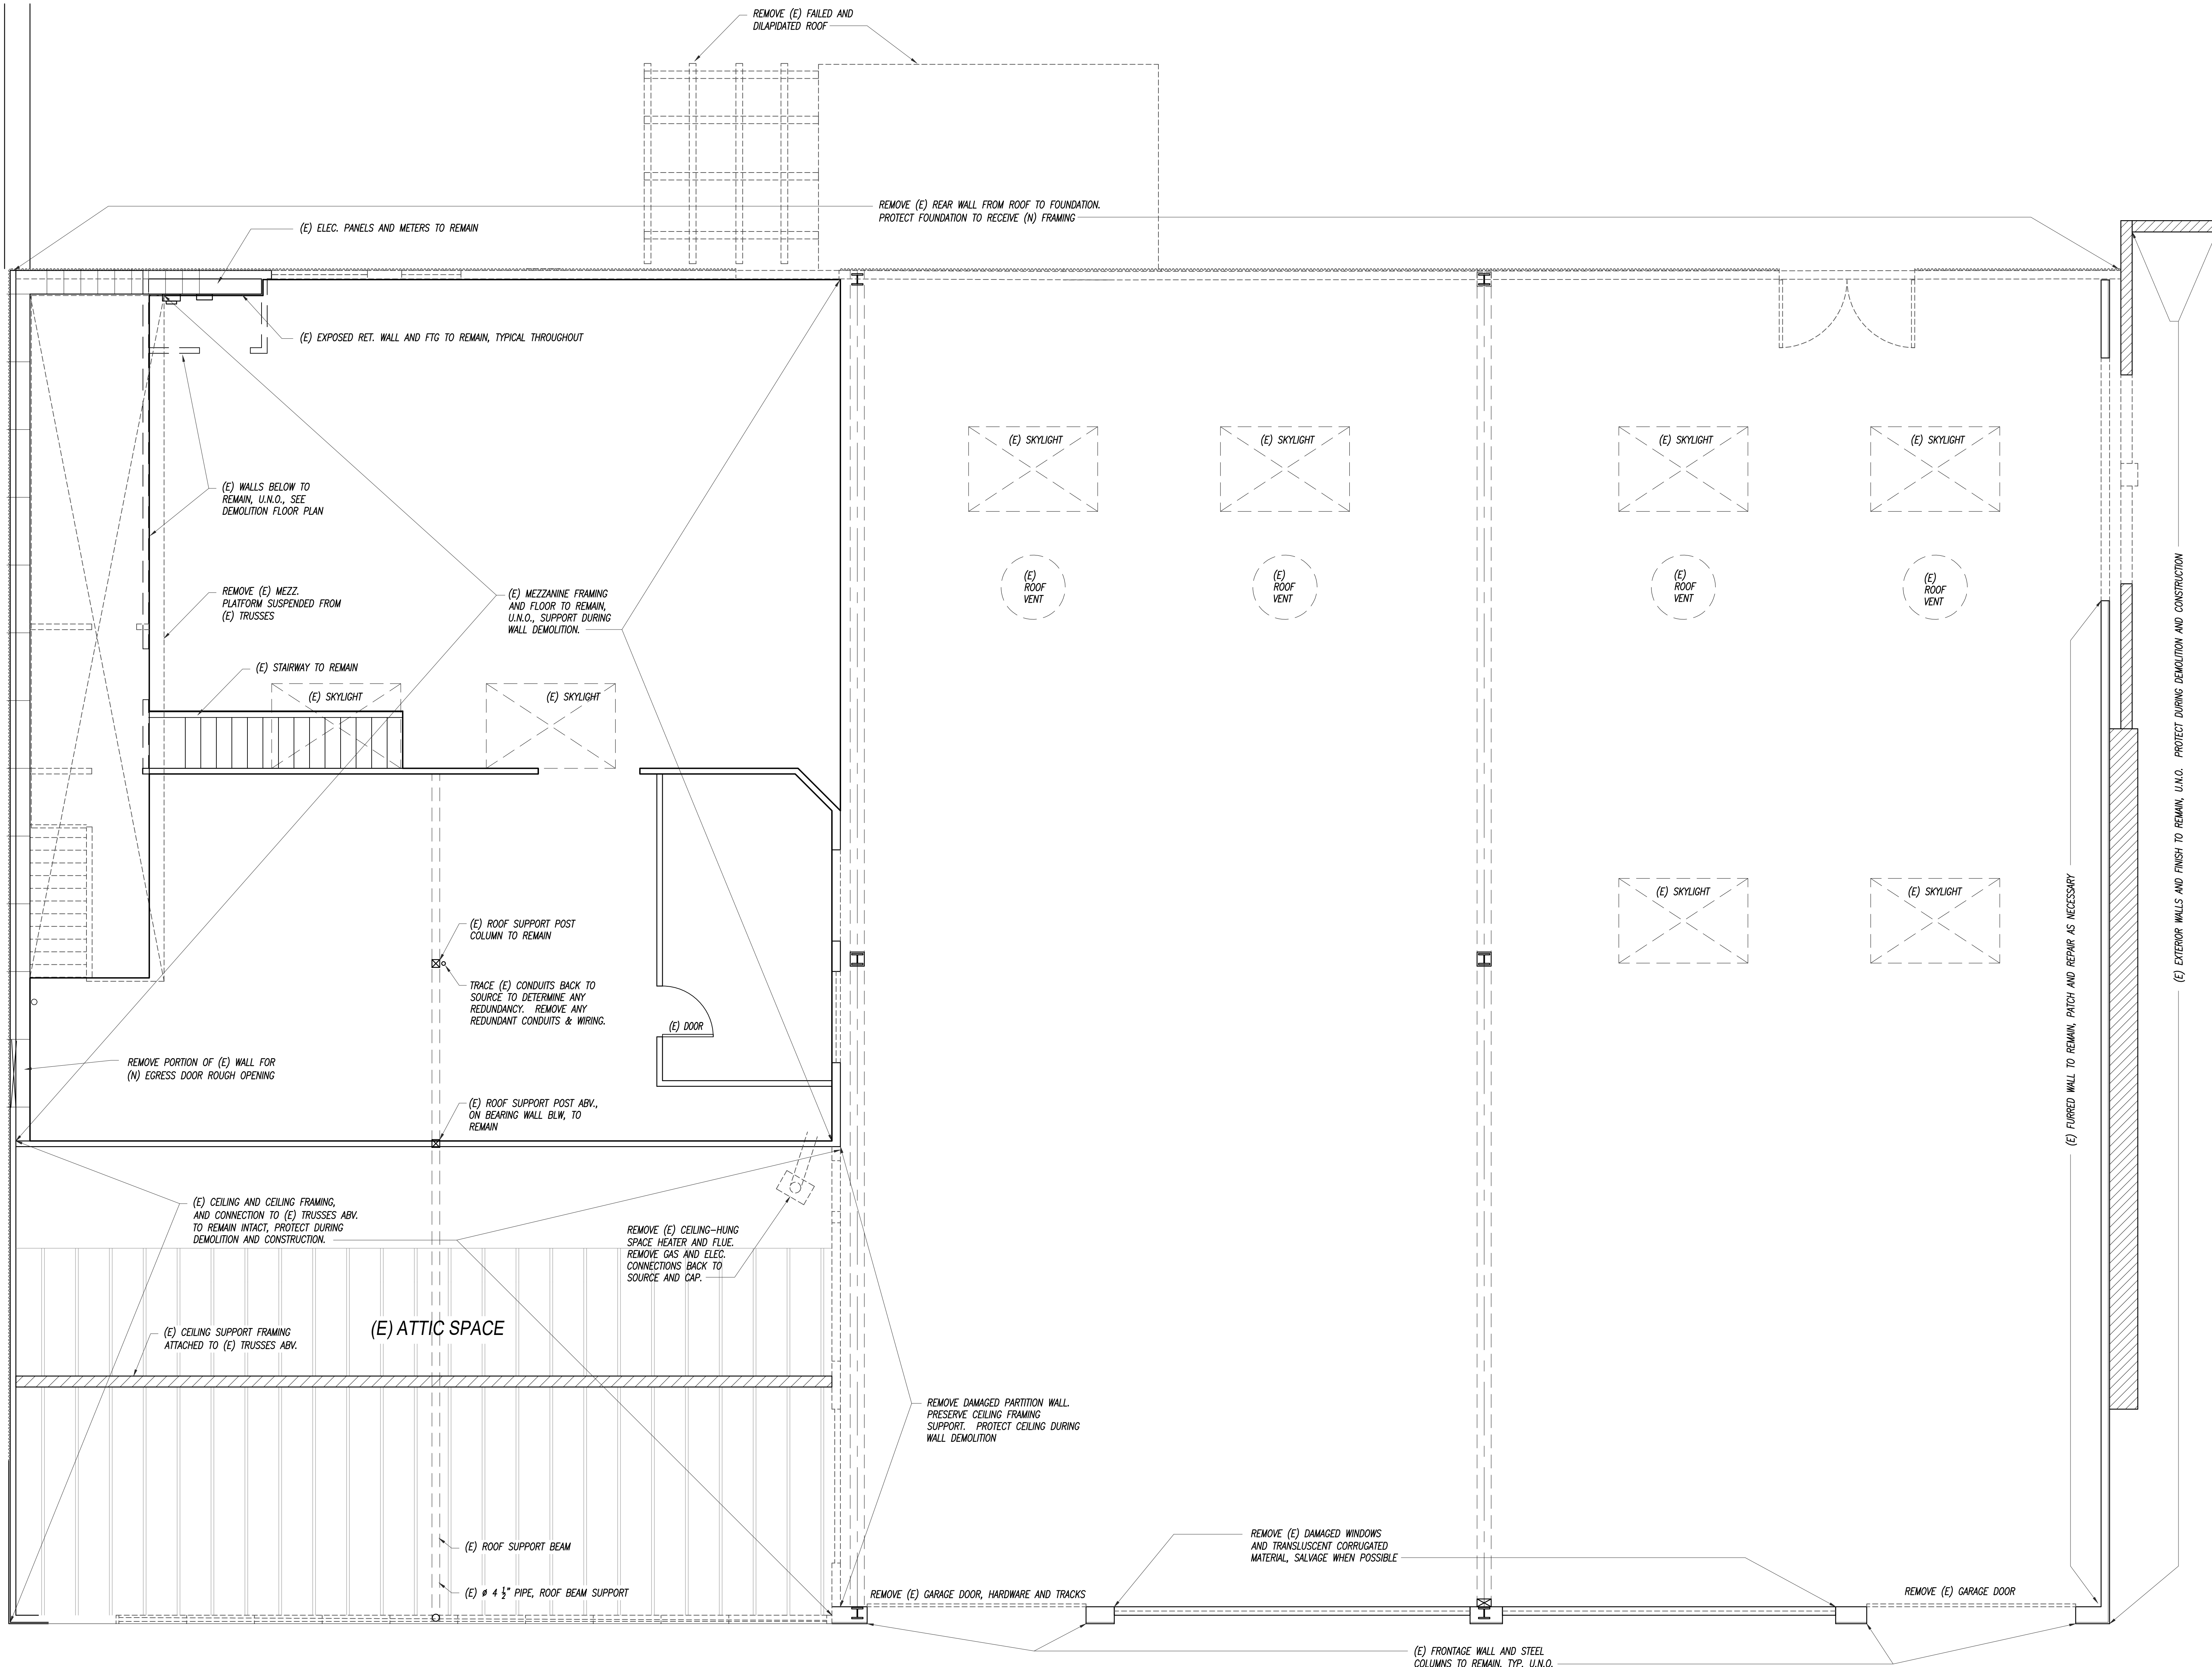 REMOVE (E) FAILED AND
DILAPIDATED ROOF
REMOVE (E) REAR WALL FROM ROOF TO FOUNDATION.
PROTECT FOUNDATION TO RECEIVE (N) FRAMING
(E) ELEC. PANELS AND METERS TO REMAIN
(E) EXPOSED RET. WALL AND FTG TO REMAIN, TYPICAL THROUGHOUT
(E) SKYLIGHT
(E) SKYLIGHT
(E) SKYLIGHT
(E) SKYLIGHT
(E) WALLS BELOW TO
REMAIN, U.N.O., SEE
DEMOLITION FLOOR PLAN
(E)
ROOF
VENT
(E)
ROOF
VENT
(E)
ROOF
VENT
(E)
ROOF
VENT
REMOVE (E) MEZZ.
PLATFORM SUSPENDED FROM
(E) TRUSSES
(E) MEZZANINE FRAMING
AND FLOOR TO REMAIN,
U.N.O., SUPPORT DURING
WALL DEMOLITION.
(E) STAIRWAY TO REMAIN
(E) SKYLIGHT
(E) SKYLIGHT
(E) EXTERIOR WALLS AND FINISH TO REMAIN, U.N.O. PROTECT DURING DEMOLITION AND CONSTRUCTION
(E) SKYLIGHT
(E) SKYLIGHT
(E) FURRED WALL TO REMAIN, PATCH AND REPAIR AS NECESSARY
(E) ROOF SUPPORT POST
COLUMN TO REMAIN
TRACE (E) CONDUITS BACK TO
SOURCE TO DETERMINE ANY
REDUNDANCY. REMOVE ANY
REDUNDANT CONDUITS & WIRING.
(E) DOOR
REMOVE PORTION OF (E) WALL FOR
(N) EGRESS DOOR ROUGH OPENING
(E) ROOF SUPPORT POST ABV.,
ON BEARING WALL BLW, TO
REMAIN
(E) CEILING AND CEILING FRAMING,
AND CONNECTION TO (E) TRUSSES ABV.
TO REMAIN INTACT, PROTECT DURING
DEMOLITION AND CONSTRUCTION.
REMOVE (E) CEILING-HUNG
SPACE HEATER AND FLUE.
REMOVE GAS AND ELEC.
CONNECTIONS BACK TO
SOURCE AND CAP.
(E) ATTIC SPACE
(E) CEILING SUPPORT FRAMING
ATTACHED TO (E) TRUSSES ABV.
REMOVE DAMAGED PARTITION WALL.
PRESERVE CEILING FRAMING
SUPPORT. PROTECT CEILING DURING
WALL DEMOLITION
(E) ROOF SUPPORT BEAM
(E) ø 4 ½" PIPE, ROOF BEAM SUPPORT
REMOVE (E) DAMAGED WINDOWS
AND TRANSLUSCENT CORRUGATED
MATERIAL, SALVAGE WHEN POSSIBLE
REMOVE (E) GARAGE DOOR, HARDWARE AND TRACKS
REMOVE (E) GARAGE DOOR
(E) FRONTAGE WALL AND STEEL
COLUMNS TO REMAIN, TYP. U.N.O.